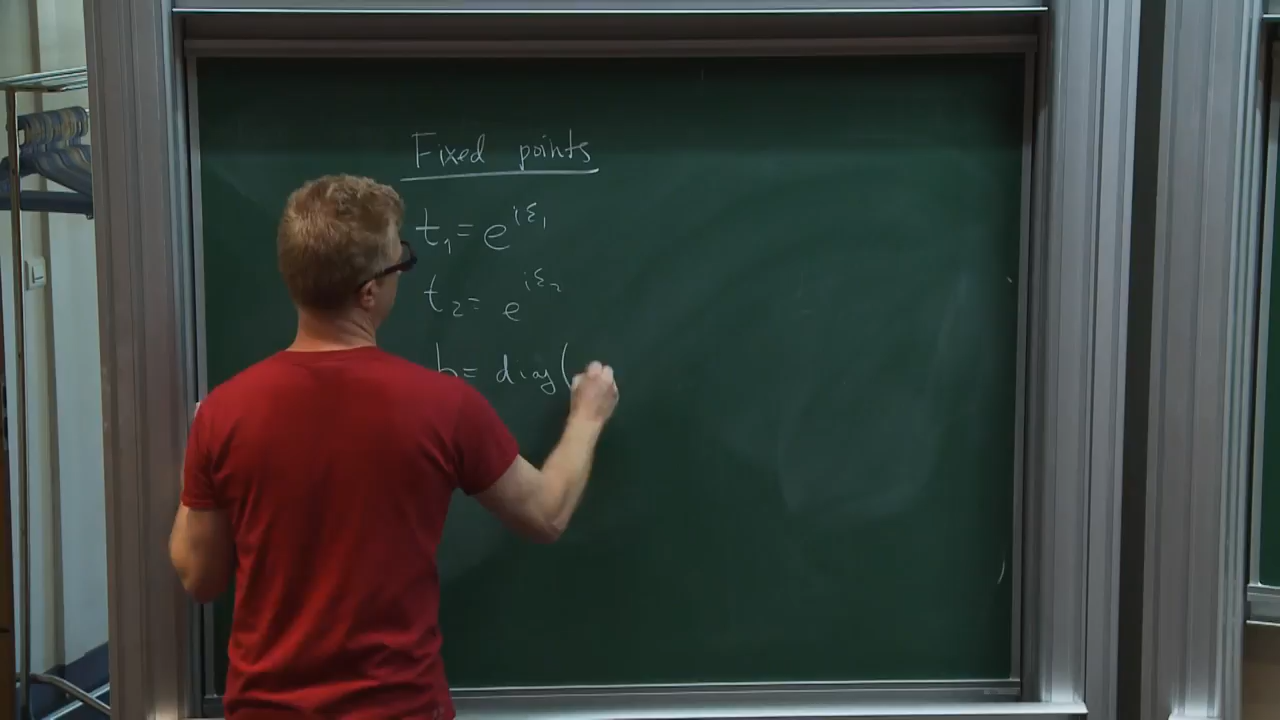 Fixed points
t₁ = e^{iε₁}
t₂ = e^{iε₂}
h = diag(